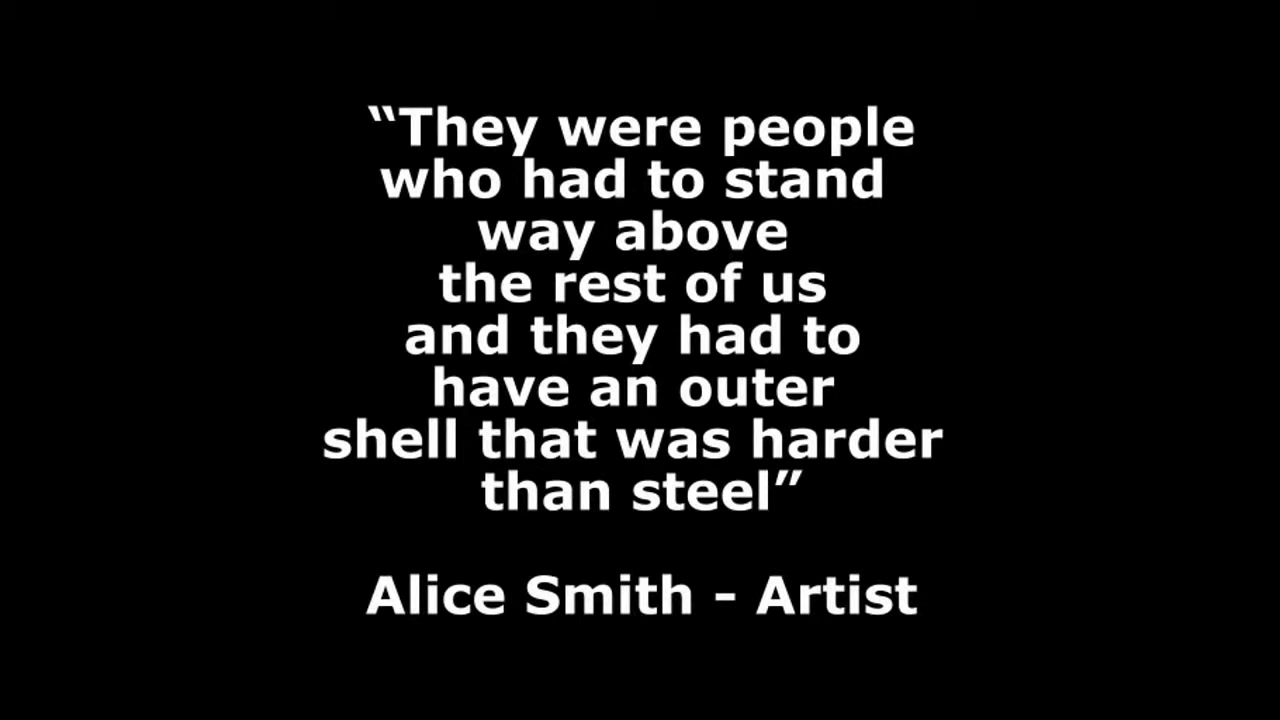 “They were people
who had to stand
way above
the rest of us
and they had to
have an outer
shell that was harder
than steel”
Alice Smith - Artist